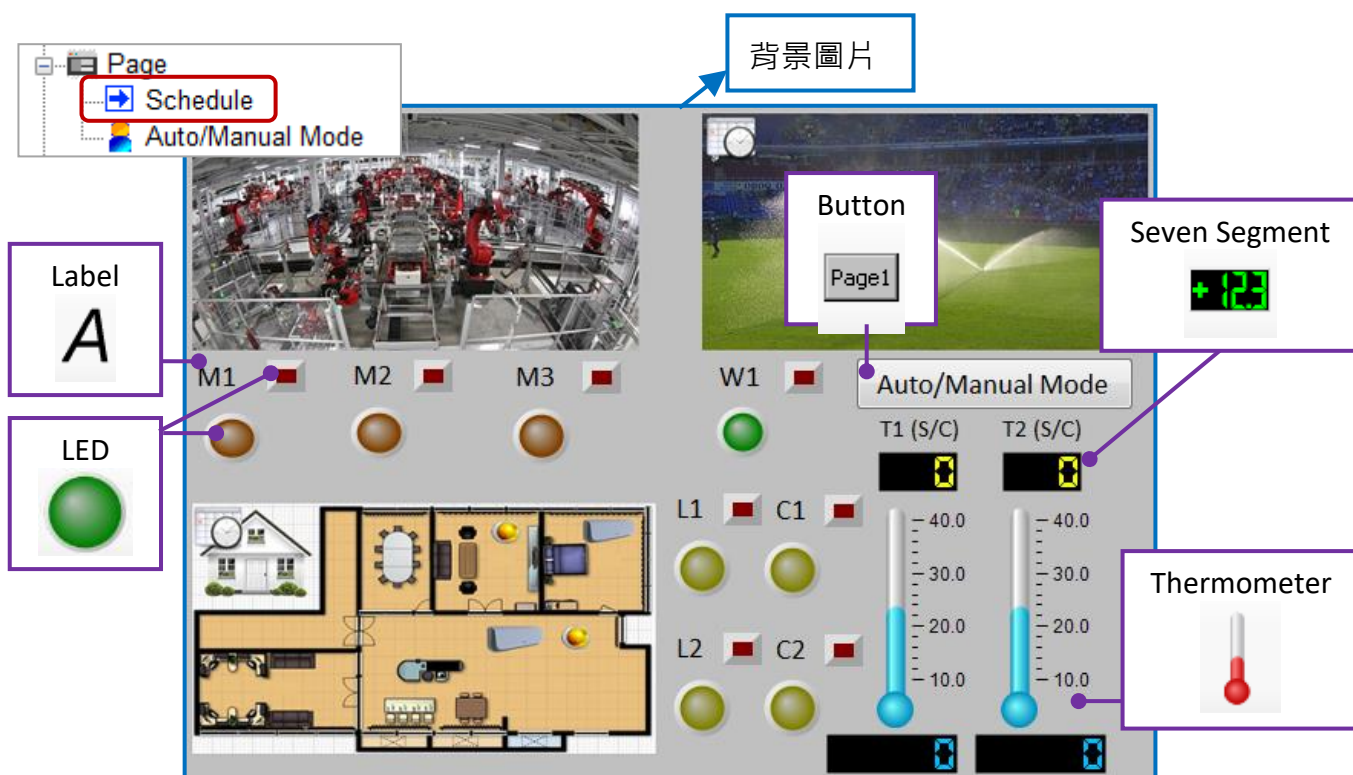 背景圖片
Page
Schedule
Auto/Manual Mode
Button
Page1
Seven Segment
+12.3
Label
A
LED
M1
M2
M3
W1
Auto/Manual Mode
T1 (S/C)
T2 (S/C)
0
0
L1
C1
40.0
40.0
30.0
30.0
Thermometer
L2
C2
20.0
20.0
10.0
10.0
0
0